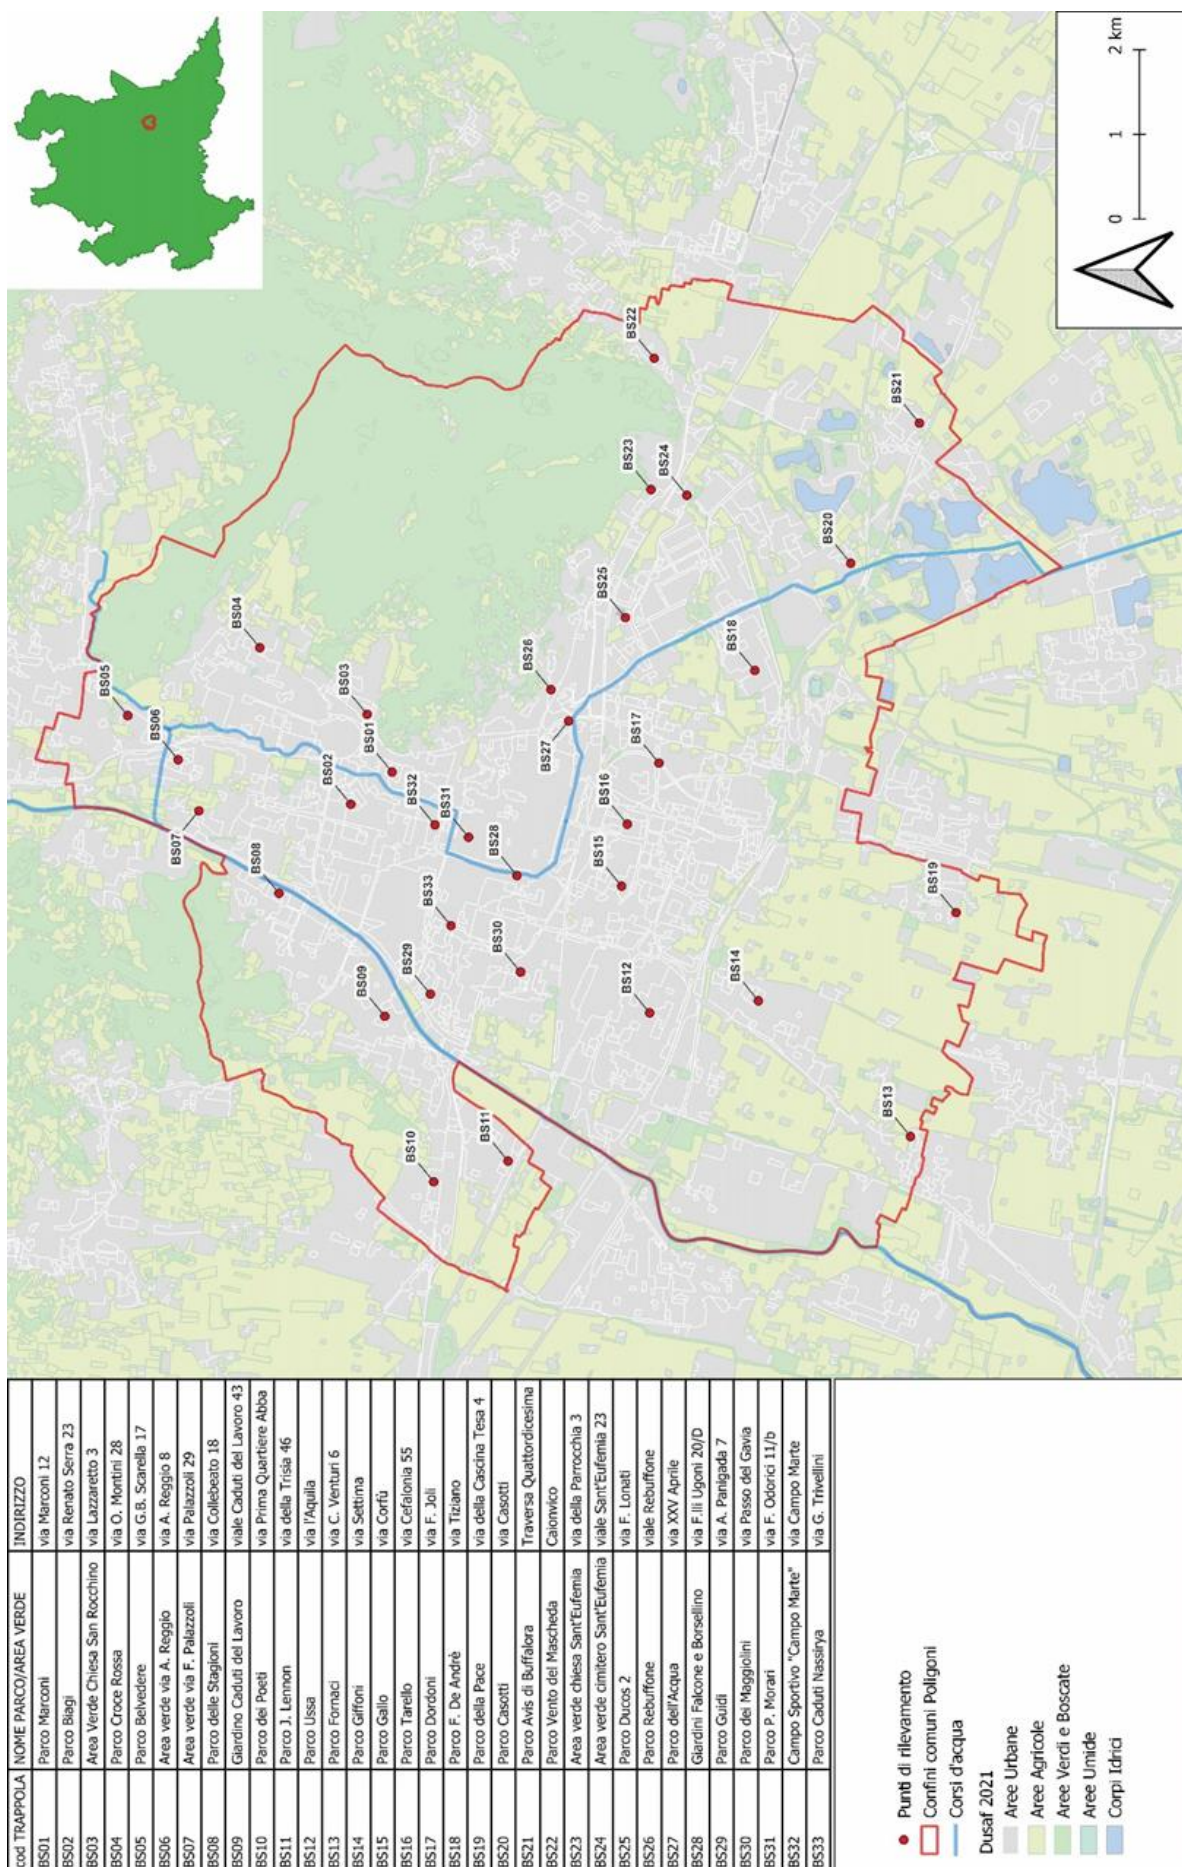 cod TRAPPOLA NOME PARCO/AREA VERDE INDIRIZZO
BS01 Parco Marconi via Marconi 12
BS02 Parco Biagi via Renato Serra 23
BS03 Area Verde Chiesa San Rocchino via Lazzaretto 3
BS04 Parco Croce Rossa via O. Montini 28
BS05 Parco Belvedere via G.B. Scarella 17
BS06 Area verde via A. Reggio via A. Reggio 8
BS07 Area verde via F. Palazzoli via Palazzoli 29
BS08 Parco delle Stagioni via Collebeato 18
BS09 Giardino Caduti del Lavoro viale Caduti del Lavoro 43
BS10 Parco dei Poeti via Prima Quartiere Abba
BS11 Parco J. Lennon via della Trisia 46
BS12 Parco Ussa via l'Aquila
BS13 Parco Fornaci via C. Venturi 6
BS14 Parco Giffoni via Settima
BS15 Parco Gallo via Corfù
BS16 Parco Tarello via Cefalonia 55
BS17 Parco Dordoni via F. Joli
BS18 Parco F. De Andrè via Tiziano
BS19 Parco della Pace via della Cascina Tesa 4
BS20 Parco Casotti via Casotti
BS21 Parco Avis di Buffalora Traversa Quattordicesima
BS22 Parco Vento del Mascheda Caionvico
BS23 Area verde chiesa Sant'Eufemia via della Parrocchia 3
BS24 Area verde cimitero Sant'Eufemia viale Sant'Eufemia 23
BS25 Parco Ducos 2 via F. Lonati
BS26 Parco Rebuffone viale Rebuffone
BS27 Parco dell'Acqua via XXV Aprile
BS28 Giardini Falcone e Borsellino via F.lli Ugoni 20/D
BS29 Parco Guidi via A. Panigada 7
BS30 Parco dei Maggiolini via Passo del Gavia
BS31 Parco P. Morari via F. Odorici 11/b
BS32 Campo Sportivo "Campo Marte" via Campo Marte
BS33 Parco Caduti Nassirya via G. Trivellini
Punti di rilevamento
Confini comuni Poligoni
Corsi d'acqua
Dusaf 2021
Aree Urbane
Aree Agricole
Aree Verdi e Boscate
Aree Umide
Corpi Idrici
BS05
BS06
BS04
BS07
BS08
BS02
BS03
BS01
BS09
BS32
BS31
BS29
BS33
BS10
BS28
BS30
BS11
BS26
BS27
BS22
BS23
BS24
BS25
BS16
BS15
BS17
BS12
BS18
BS14
BS20
BS21
BS19
BS13
0 1 2 km